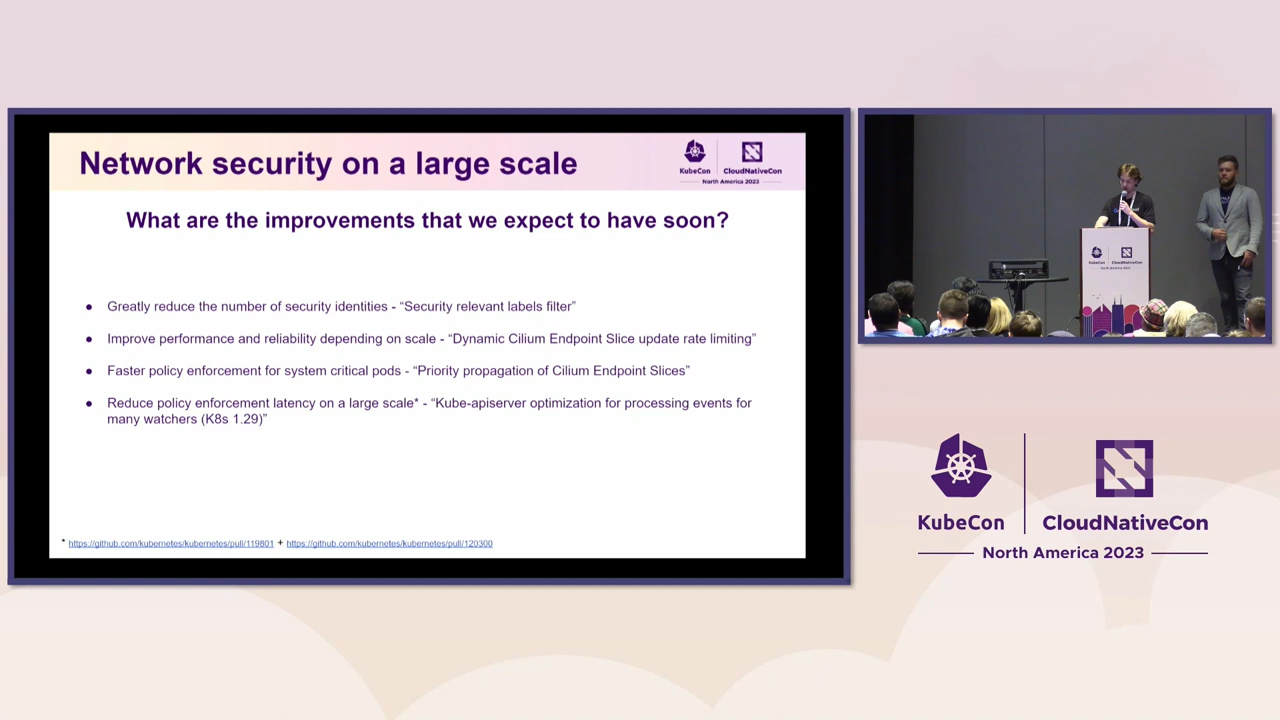 Network security on a large scale
KubeCon
CloudNativeCon
North America 2023
What are the improvements that we expect to have soon?
● Greatly reduce the number of security identities - “Security relevant labels filter”
● Improve performance and reliability depending on scale - “Dynamic Cilium Endpoint Slice update rate limiting”
● Faster policy enforcement for system critical pods - “Priority propagation of Cilium Endpoint Slices”
● Reduce policy enforcement latency on a large scale* - “Kube-apiserver optimization for processing events for
many watchers (K8s 1.29)”
* https://github.com/kubernetes/kubernetes/pull/119801 + https://github.com/kubernetes/kubernetes/pull/120300
KubeCon
CloudNativeCon
KubeCon
CloudNativeCon
North America 2023